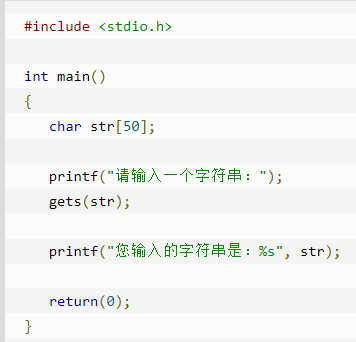 #include <stdio.h>
int main()
{
char str[50];
printf("请输入一个字符串：");
gets(str);
printf("您输入的字符串是：%s", str);
return(0);
}